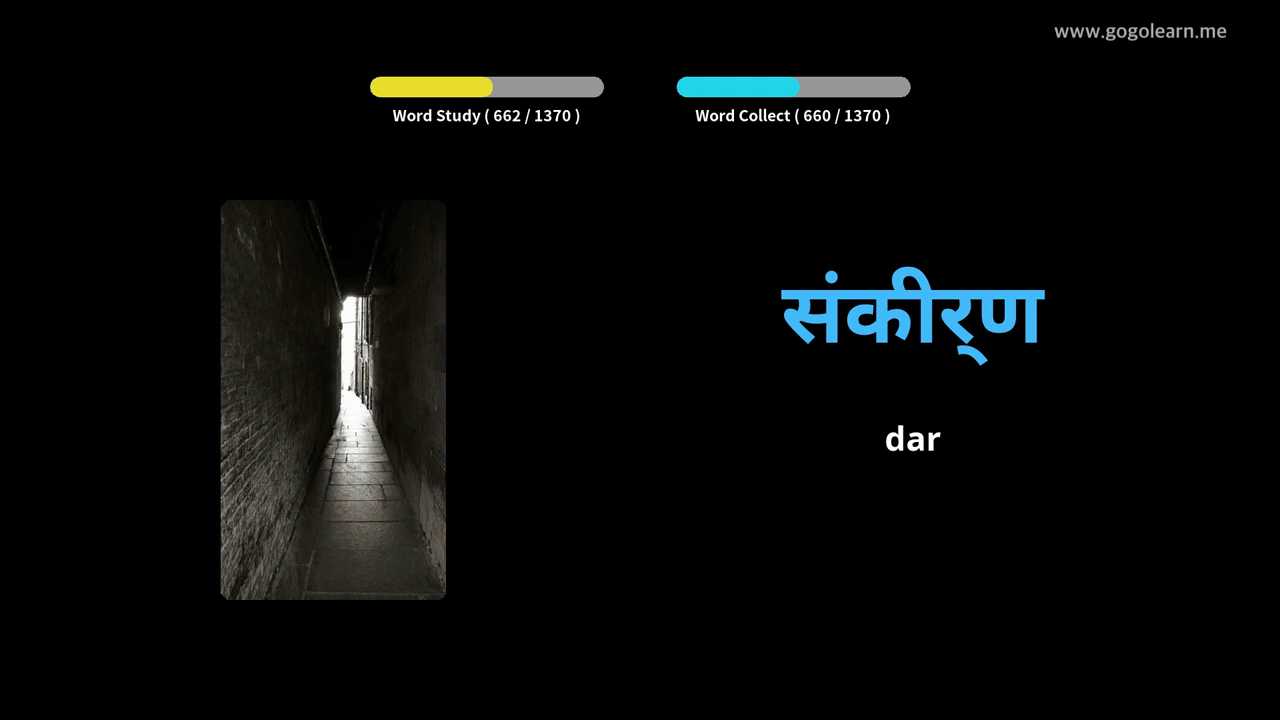 www.gogolearn.me
Word Study ( 662 / 1370 )
Word Collect ( 660 / 1370 )
संकीर्‌ण
dar